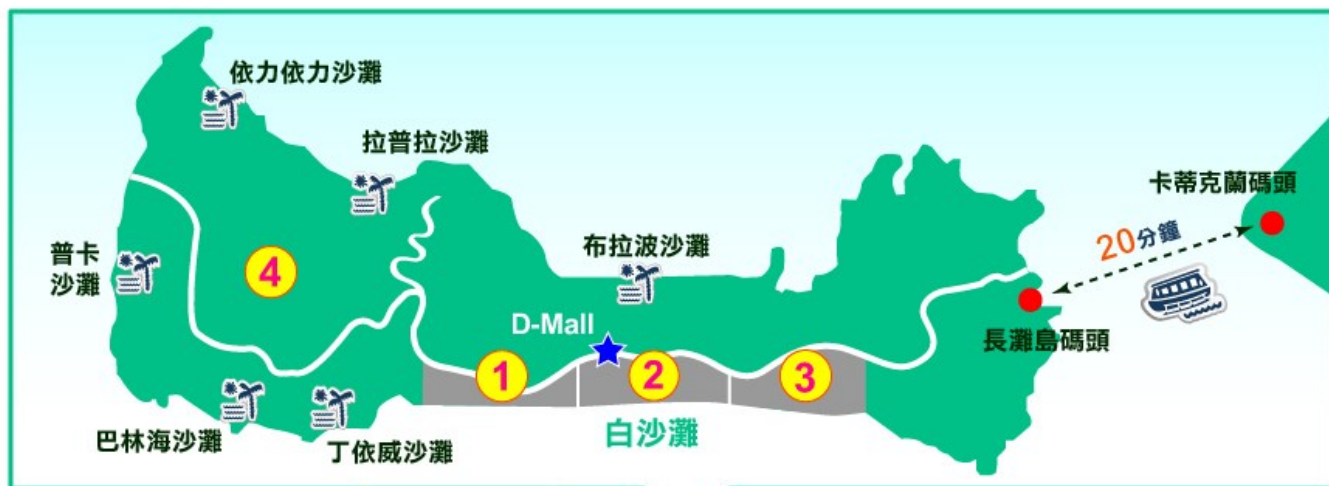 依力依力沙灘
拉普拉沙灘
卡蒂克蘭碼頭
20分鐘
普卡
沙灘
4
布拉波沙灘
D-Mall
長灘島碼頭
1
2
3
白沙灘
巴林海沙灘
丁依威沙灘